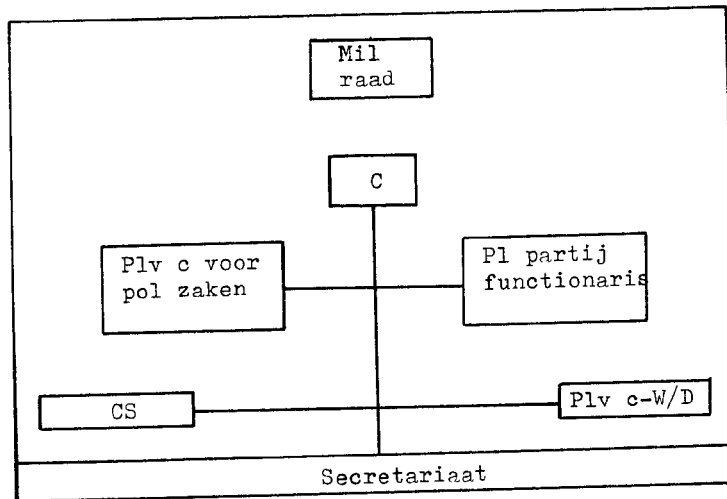 Mil
raad
C
Plv c voor
pol zaken
Pl partij
functionaris
CS
Plv c-W/D
Secretariaat